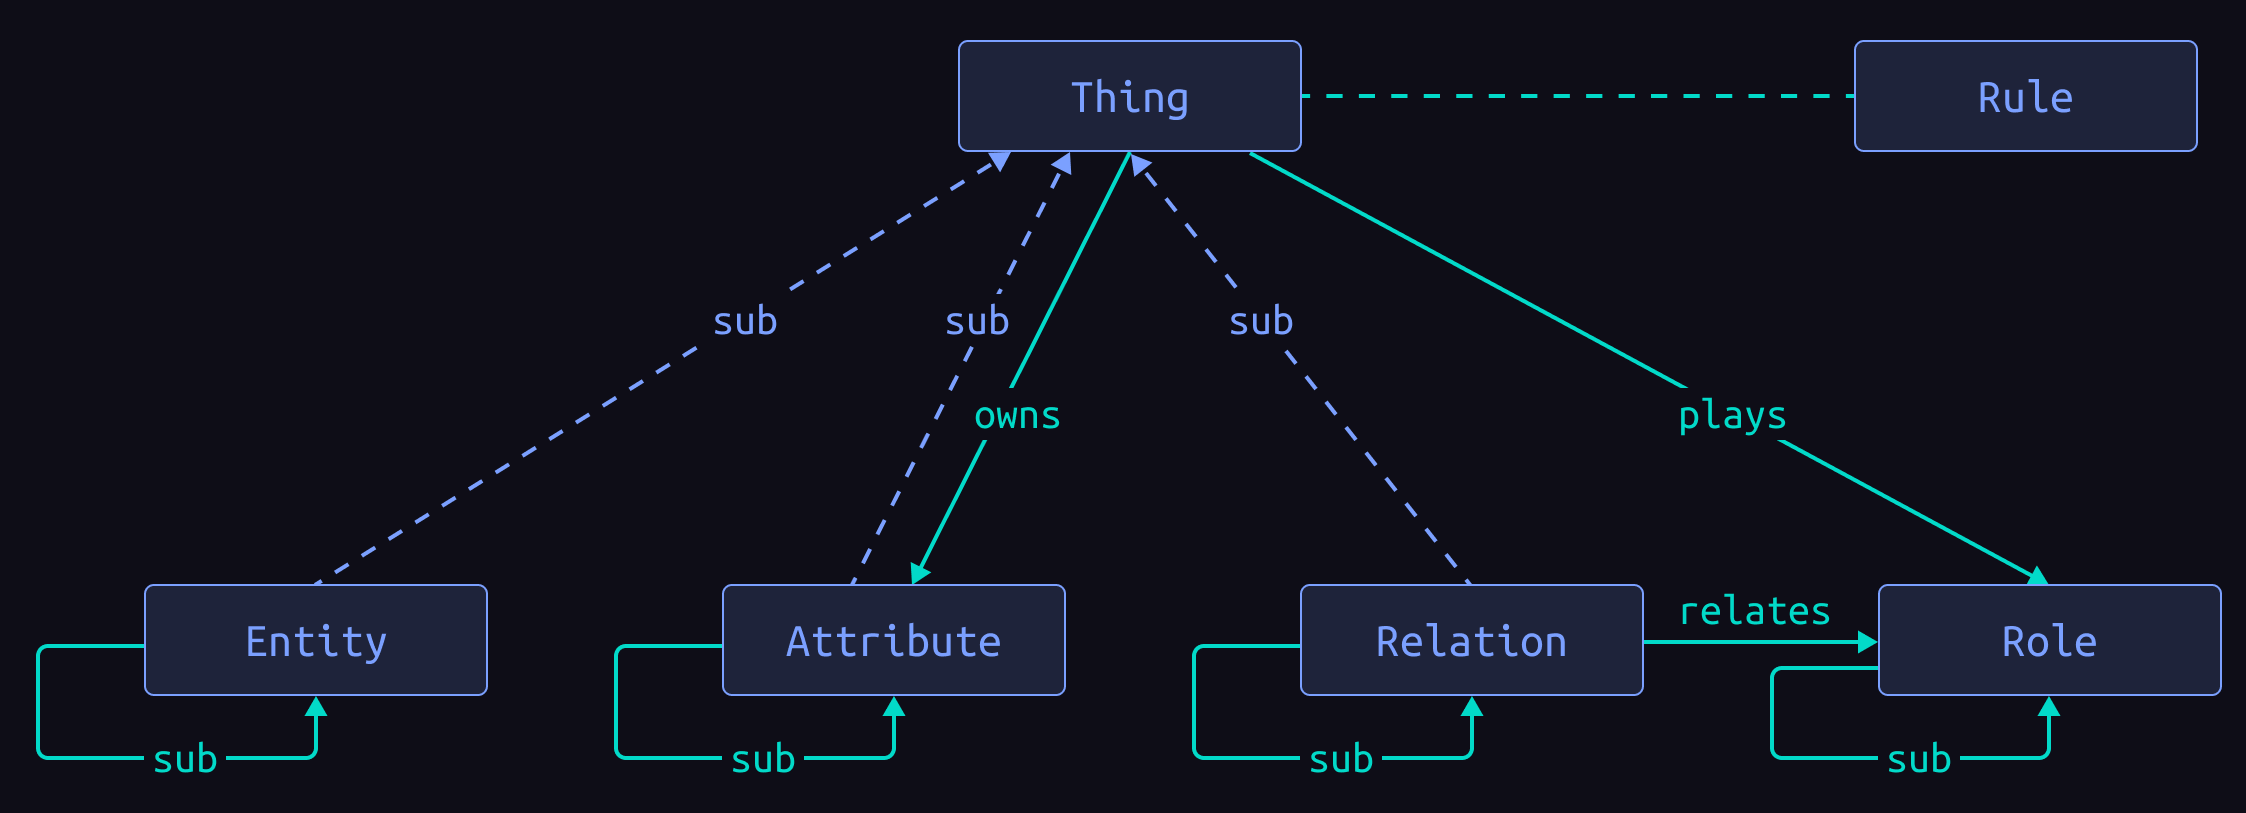 Thing
Rule
sub
sub
sub
owns
plays
relates
Entity
Attribute
Relation
Role
sub
sub
sub
sub